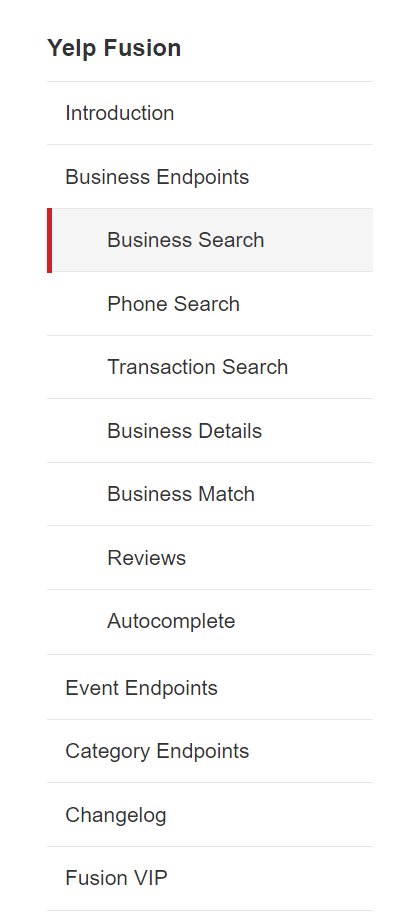 Yelp Fusion
Introduction
Business Endpoints
Business Search
Phone Search
Transaction Search
Business Details
Business Match
Reviews
Autocomplete
Event Endpoints
Category Endpoints
Changelog
Fusion VIP